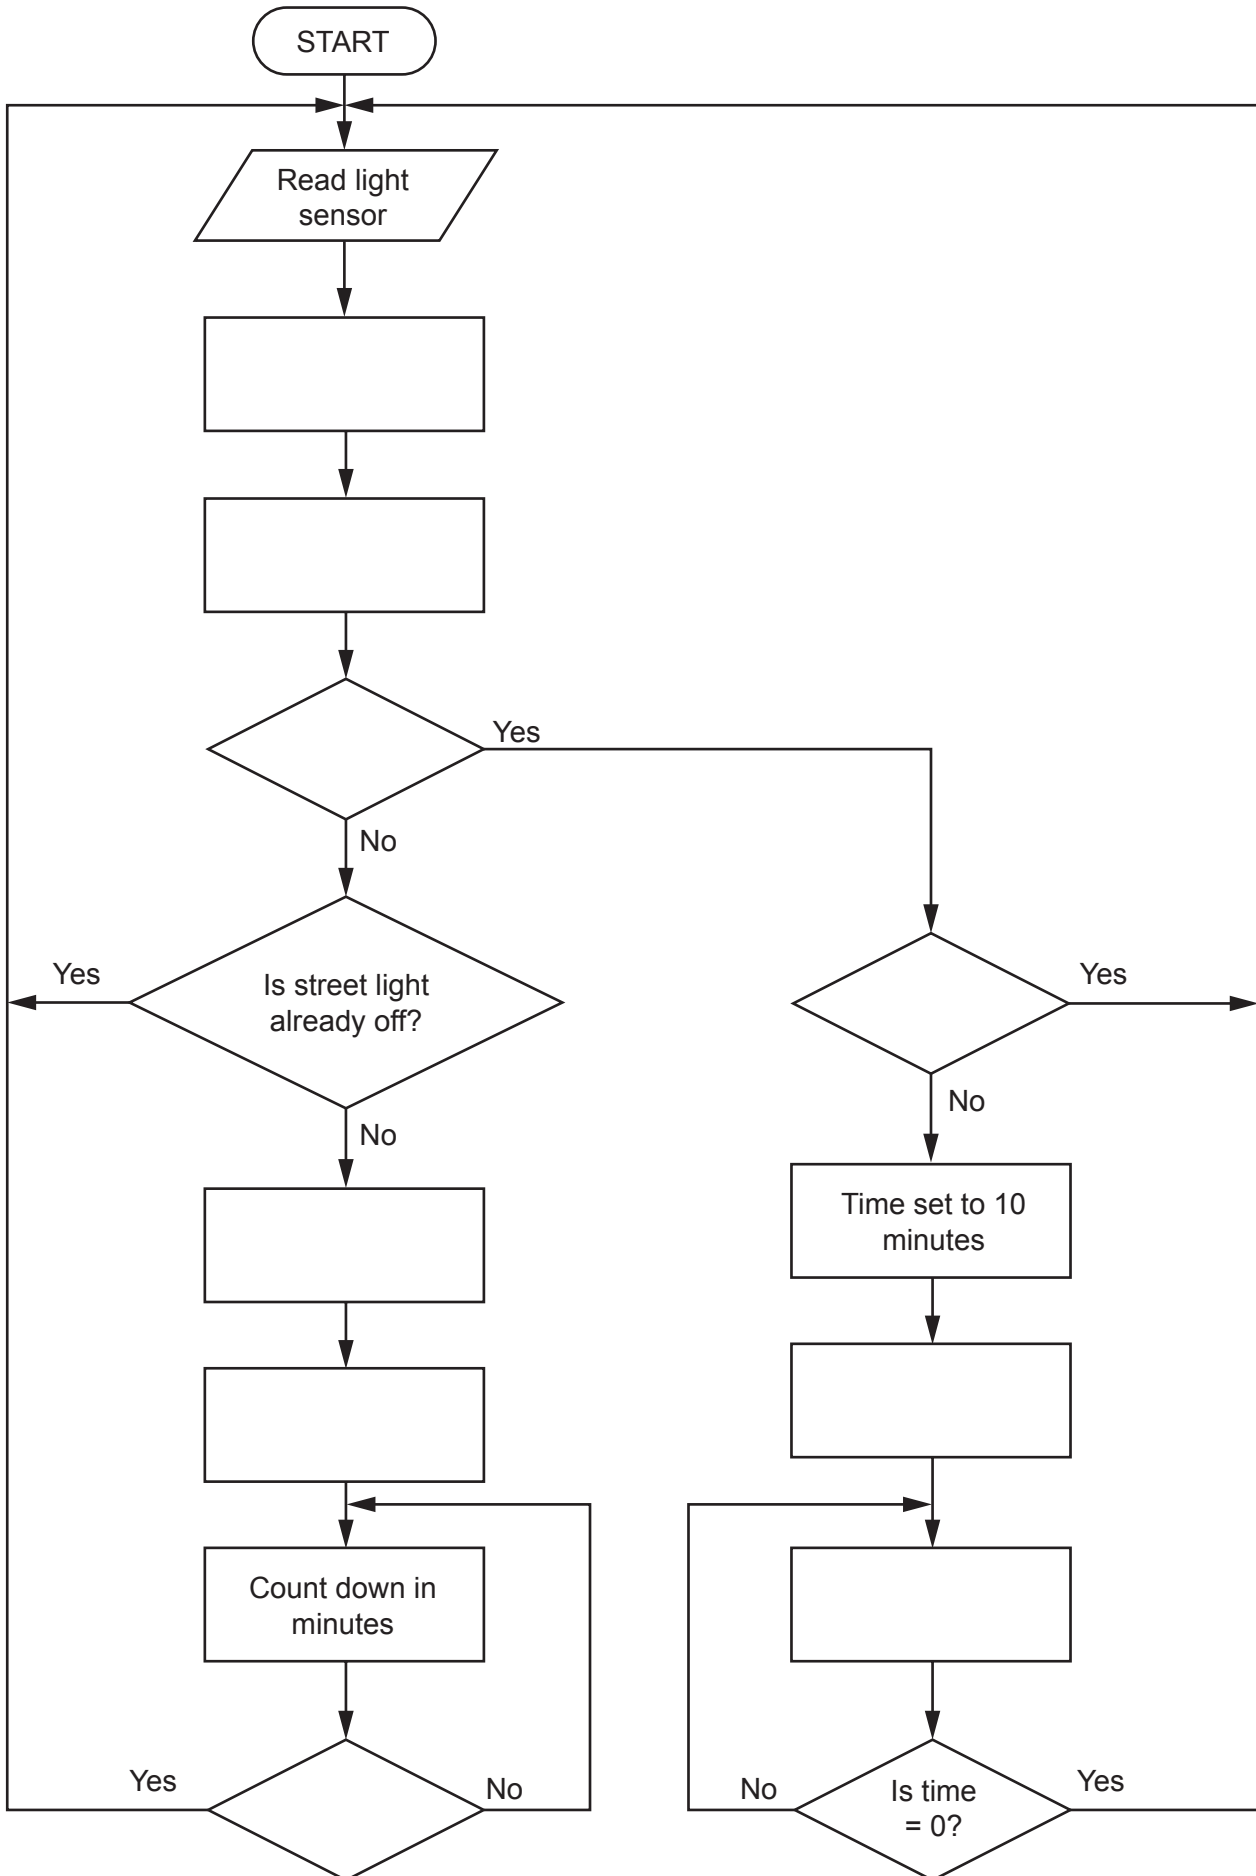 START
Read light
sensor
Yes
No
Yes
Is street light
already off?
Yes
No
No
Time set to 10
minutes
Count down in
minutes
Yes
No
No
Is time
= 0?
Yes